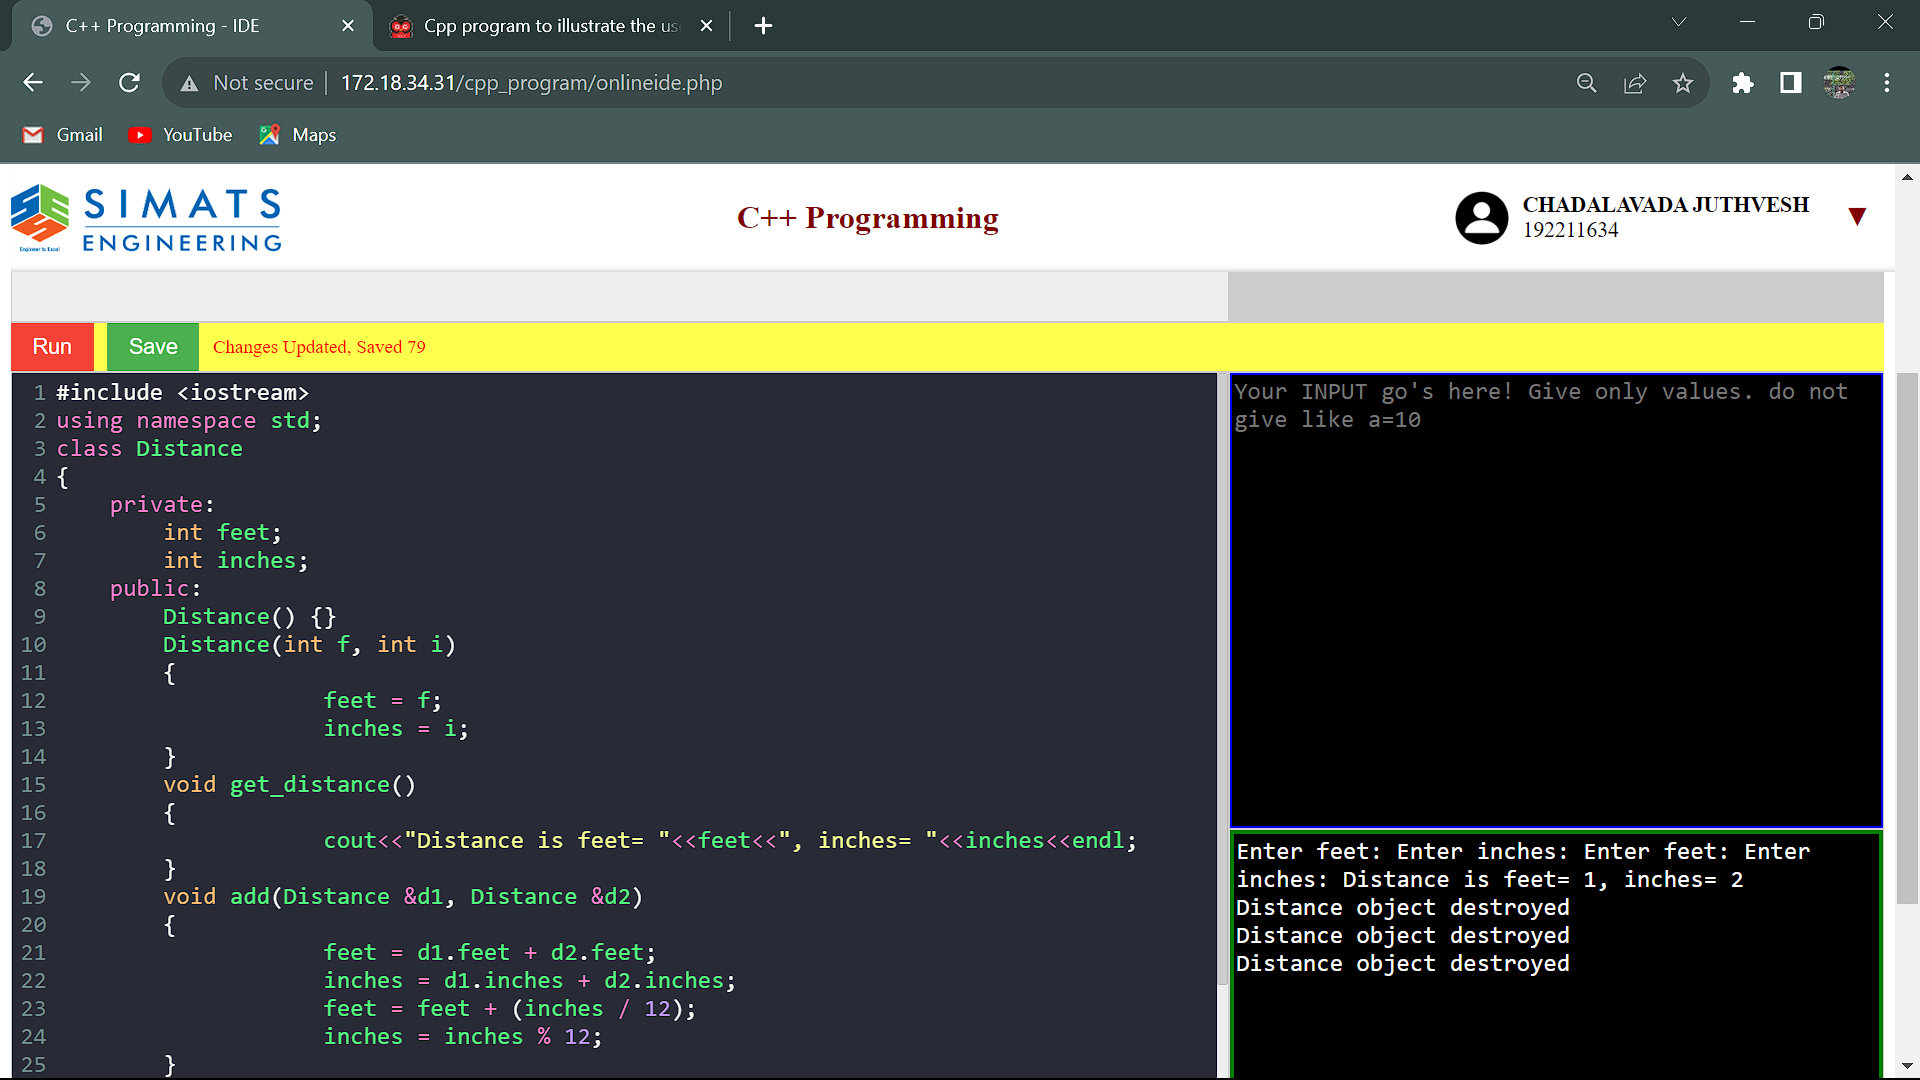 C++ Programming - IDE
Cpp program to illustrate the us
Not secure
172.18.34.31/cpp_program/onlineide.php
Gmail
YouTube
Maps
SIMATS
ENGINEERING
Engineer to Excel
C++ Programming
CHADALAVADA JUTHVESH
192211634
Run
Save
Changes Updated, Saved 79
1 #include <iostream>
2 using namespace std;
3 class Distance
4 {
5     private:
6         int feet;
7         int inches;
8     public:
9         Distance() {}
10         Distance(int f, int i)
11         {
12                     feet = f;
13                     inches = i;
14         }
15         void get_distance()
16         {
17                     cout<<"Distance is feet= "<<feet<<", inches= "<<inches<<endl;
18         }
19         void add(Distance &d1, Distance &d2)
20         {
21                     feet = d1.feet + d2.feet;
22                     inches = d1.inches + d2.inches;
23                     feet = feet + (inches / 12);
24                     inches = inches % 12;
25         }
Your INPUT go's here! Give only values. do not
give like a=10
Enter feet: Enter inches: Enter feet: Enter
inches: Distance is feet= 1, inches= 2
Distance object destroyed
Distance object destroyed
Distance object destroyed